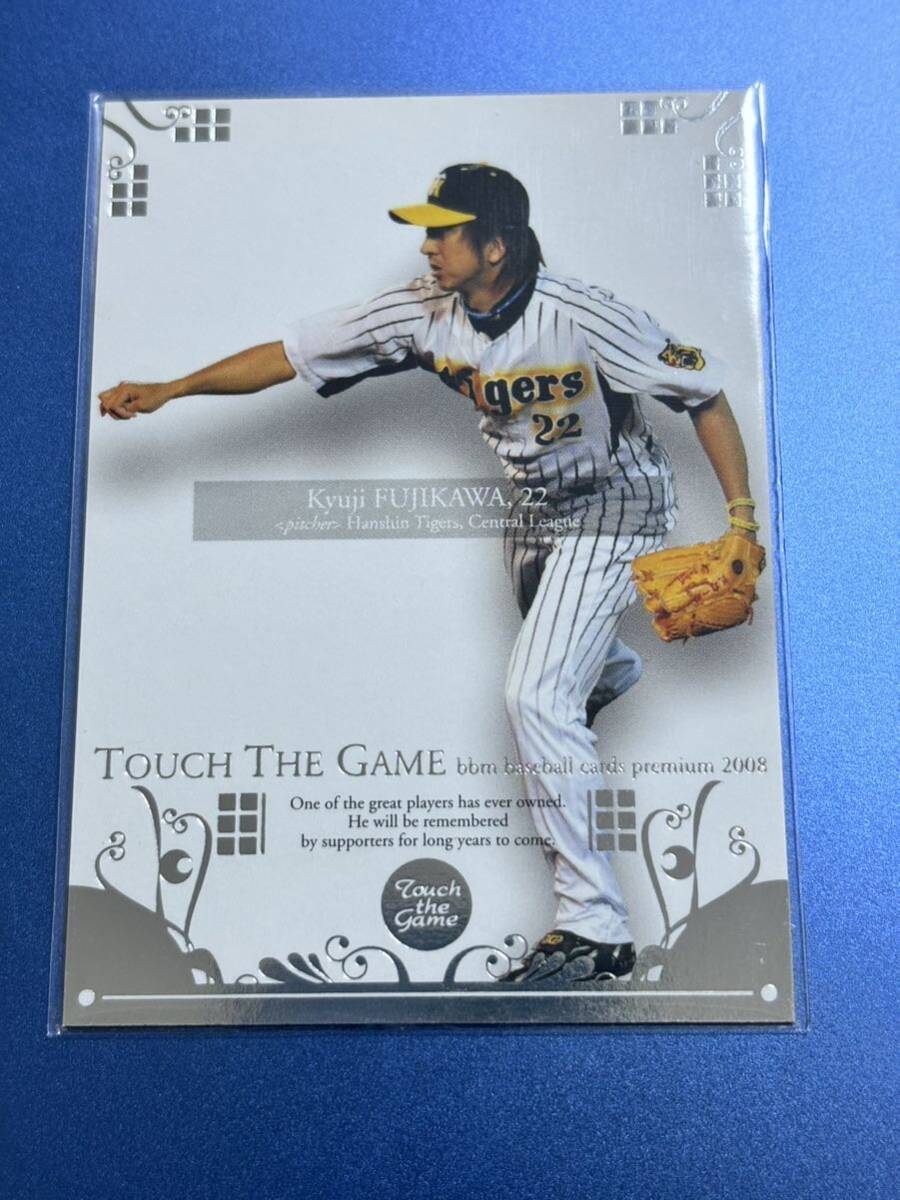 Tigers
22
Kyuji FUJIKAWA, 22
<pitcher> Hanshin Tigers, Central League
TOUCH THE GAME bbm baseball cards premium 2008
One of the great players has ever owned.
He will be remembered
by supporters for long years to come.
Touch
the
Game